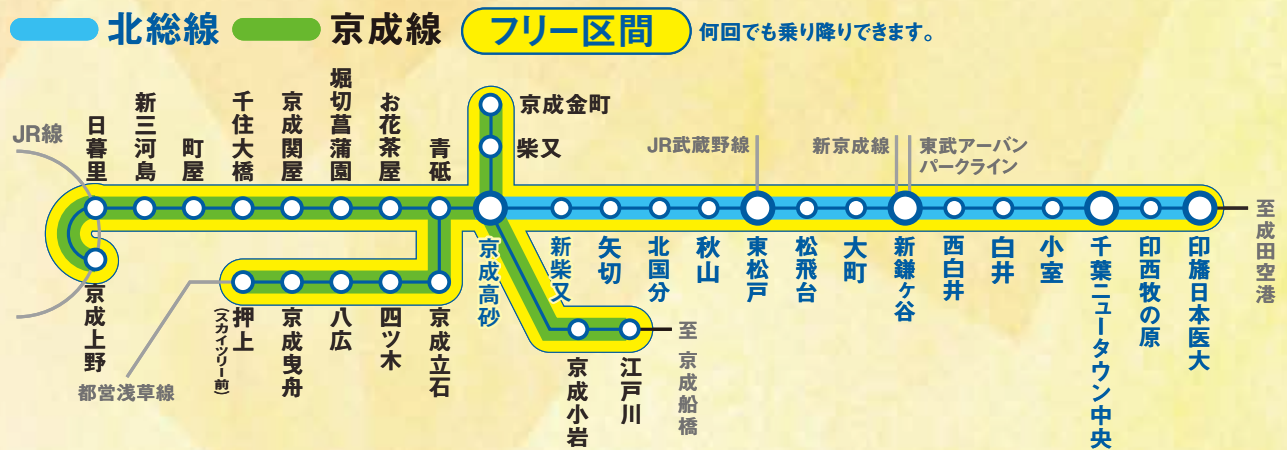 北総線
京成線
フリー区間
何回でも乗り降りできます。
JR線
日暮里
新三河島
町屋
千住大橋
京成関屋
堀切菖蒲園
お花茶屋
青砥
京成金町
柴又
JR武蔵野線
新京成線
東武アーバン
パークライン
京成上野
押上
(スカイツリー前)
京成曳舟
八広
四ツ木
京成立石
都営浅草線
京成高砂
新柴又
矢切
北国分
秋山
東松戸
松飛台
大町
新鎌ヶ谷
西白井
白井
小室
千葉ニュータウン中央
印西牧の原
印旛日本医大
至成田空港
京成小岩
江戸川
至京成船橋